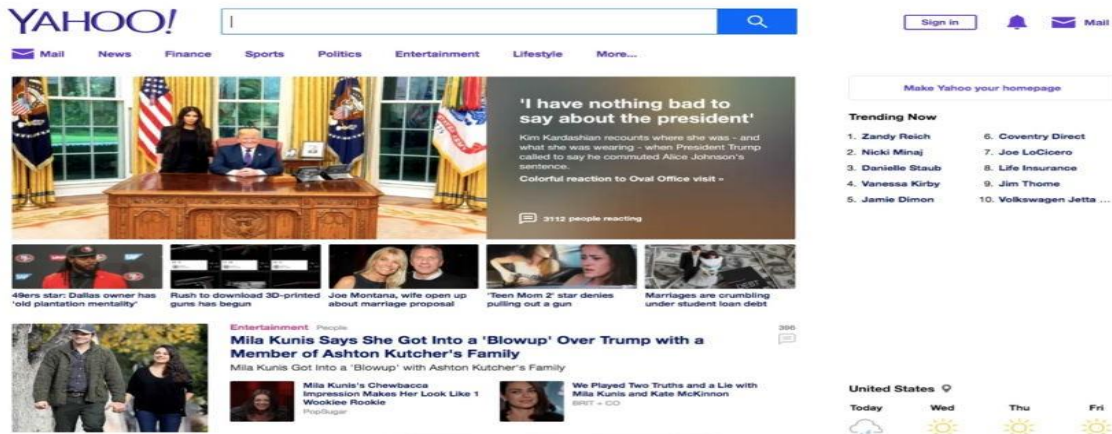 YAHOO!
Sign in
Mail
Mail
News
Finance
Sports
Politics
Entertainment
Lifestyle
More...
'I have nothing bad to
say about the president'
Kim Kardashian recounts where she was - and
what she was wearing - when President Trump
called to say he commuted Alice Johnson's
sentence.
Colorful reaction to Oval Office visit »
3112 people reacting
49ers star: Dallas owner has
'old plantation mentality'
Rush to download 3D-printed
guns has begun
Joe Montana, wife open up
about marriage proposal
'Teen Mom 2' star denies
pulling out a gun
DEBT
Marriages are crumbling
under student loan debt
Entertainment People
396
Mila Kunis Says She Got Into a 'Blowup' Over Trump with a
Member of Ashton Kutcher's Family
Mila Kunis Got Into a 'Blowup' with Ashton Kutcher's Family
Mila Kunis's Chewbacca
Impression Makes Her Look Like 1
Wookiee Rookie
PopSugar
We Played Two Truths and a Lie with
Mila Kunis and Kate McKinnon
BRIT + CO
Make Yahoo your homepage
Trending Now
1. Zandy Reich
2. Nicki Minaj
3. Danielle Staub
4. Vanessa Kirby
5. Jamie Dimon
6. Coventry Direct
7. Joe LoCicero
8. Life Insurance
9. Jim Thome
10. Volkswagen Jetta ...
United States
Today
Wed
Thu
Fri